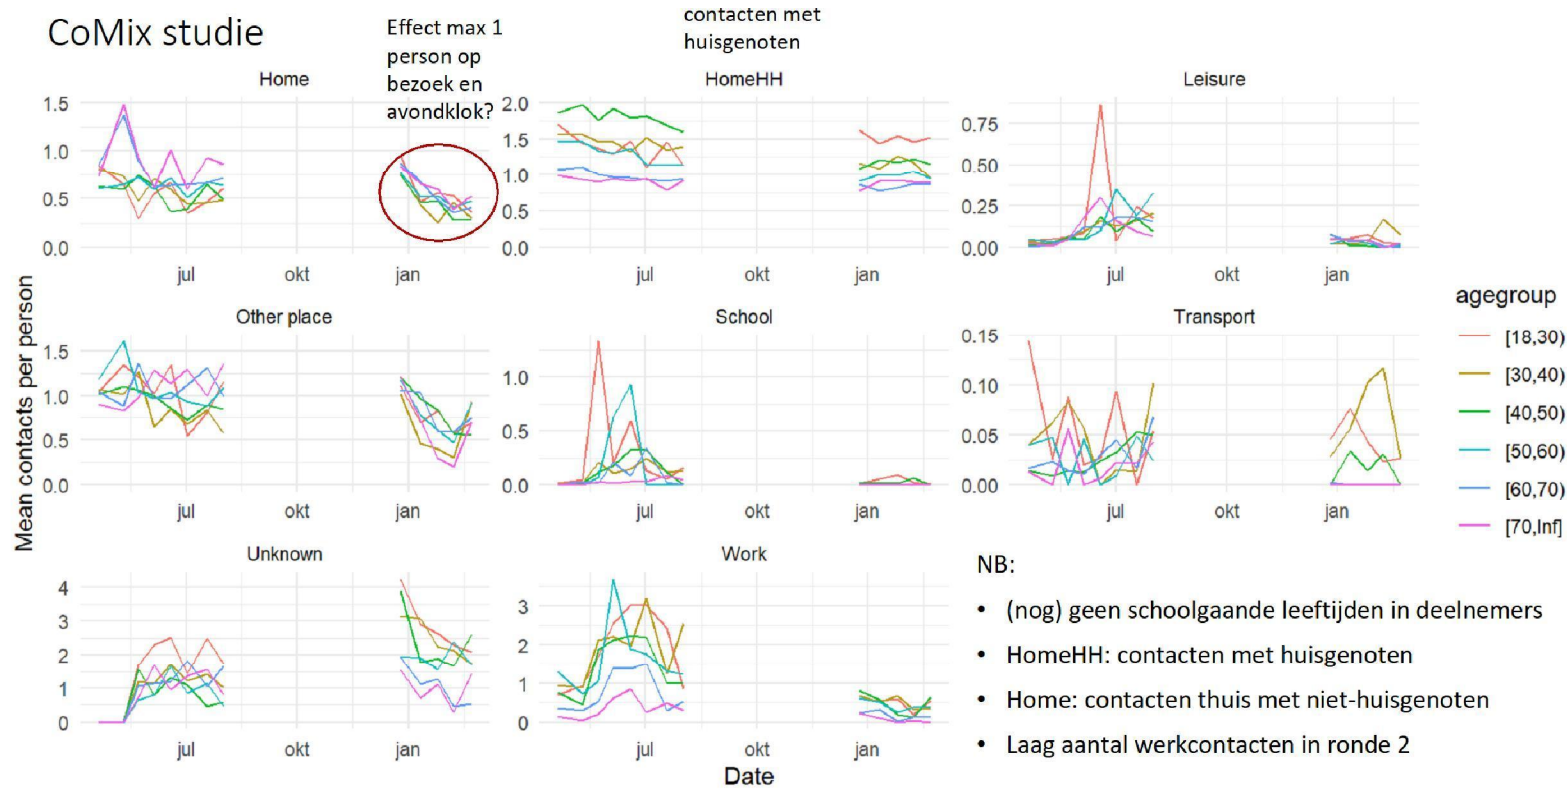 CoMix studie
Effect max 1
person op
bezoek en
avondklok?
contacten met
huisgenoten
Home
HomeHH
Leisure
1.5
1.0
0.5
0.0
jul
okt
jan
2.0
1.5
1.0
0.5
0.0
jul
okt
jan
0.75
0.50
0.25
0.00
jul
okt
jan
Mean contacts per person
Other place
School
Transport
1.5
1.0
0.5
0.0
jul
okt
jan
1.0
0.5
0.0
jul
okt
jan
0.15
0.10
0.05
0.00
jul
okt
jan
agegroup
[18,30)
[30,40)
[40,50)
[50,60)
[60,70)
[70,Inf]
Unknown
Work
4
3
2
1
0
jul
okt
jan
3
2
1
0
jul
okt
jan
Date
NB:
• (nog) geen schoolgaande leeftijden in deelnemers
• HomeHH: contacten met huisgenoten
• Home: contacten thuis met niet-huisgenoten
• Laag aantal werkcontacten in ronde 2